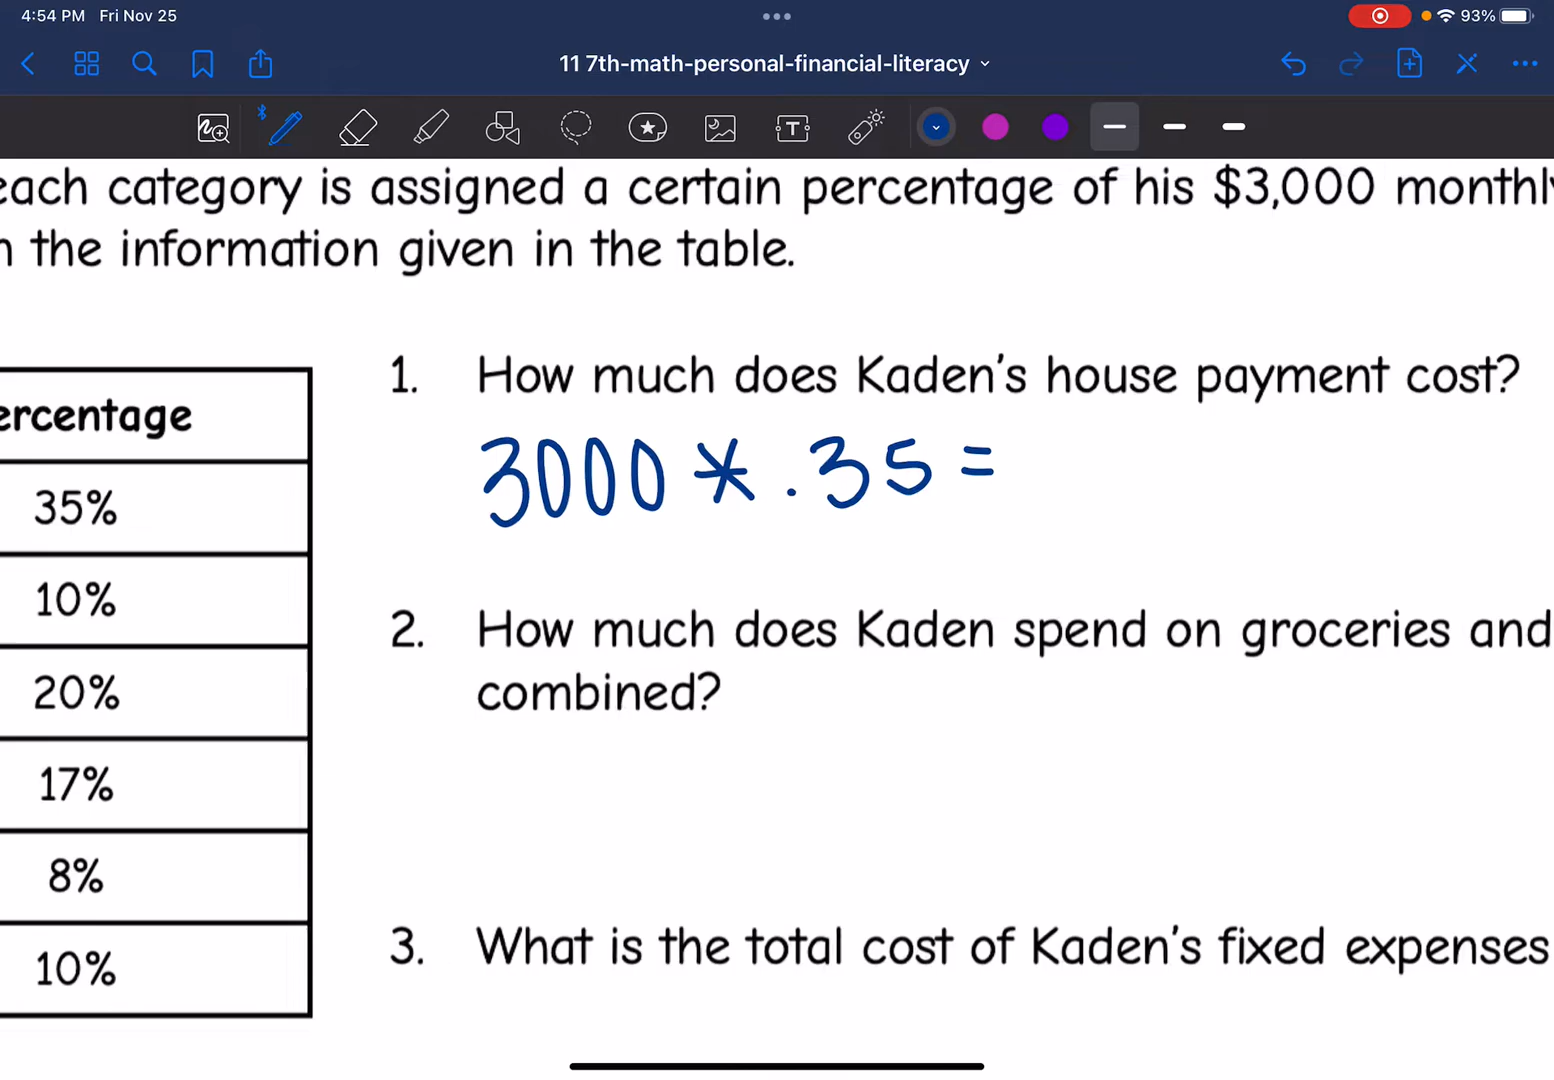 4:54 PM Fri Nov 25
93%
11 7th-math-personal-financial-literacy
T
each category is assigned a certain percentage of his $3,000 monthly
the information given in the table.
1. How much does Kaden's house payment cost?
3000 * .35 =
ercentage
35%
10%
20%
17%
8%
10%
2. How much does Kaden spend on groceries and
combined?
3. What is the total cost of Kaden's fixed expenses